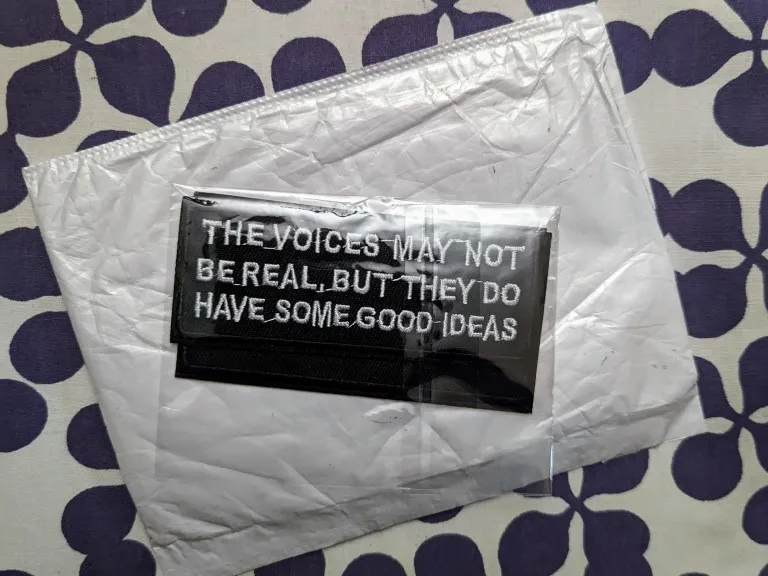 THE VOICES MAY NOT
BE REAL, BUT THEY DO
HAVE SOME GOOD IDEAS